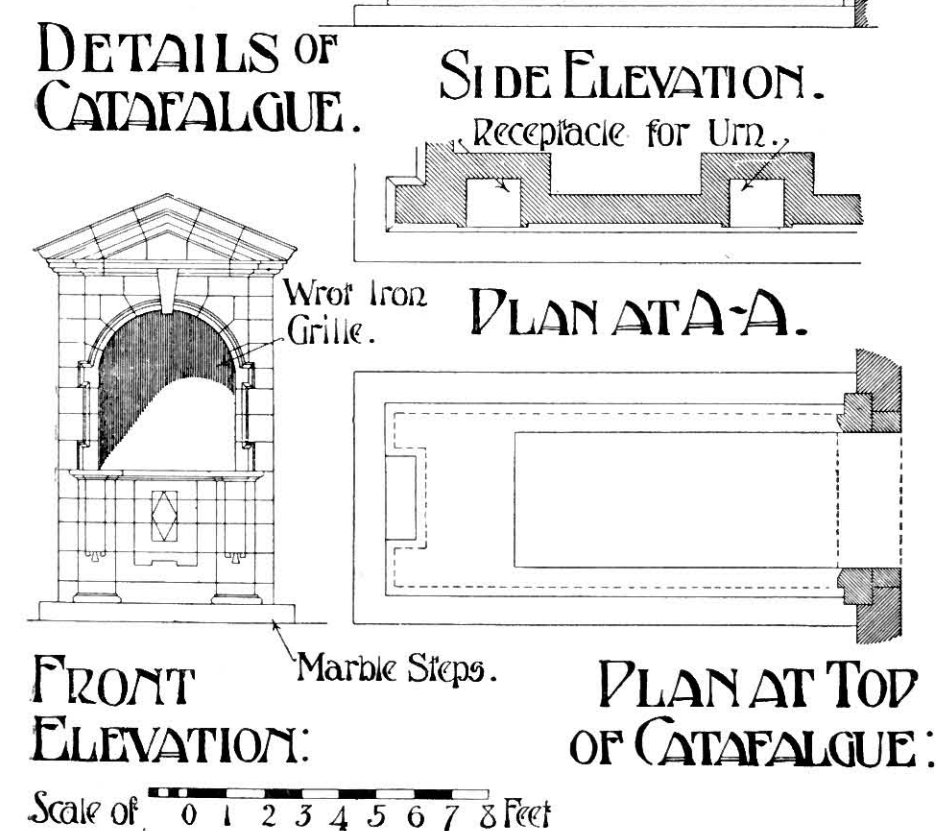 DETAILS OF
CATAFALGUE.
SIDE ELEVATION.
Receptacle for Urn.
Wrot Iron
Grille.
PLAN AT A-A.
Marble Steps.
FRONT
ELEVATION:
PLAN AT TOP
OF CATAFALGUE:
Scale of 0 1 2 3 4 5 6 7 8 Feet